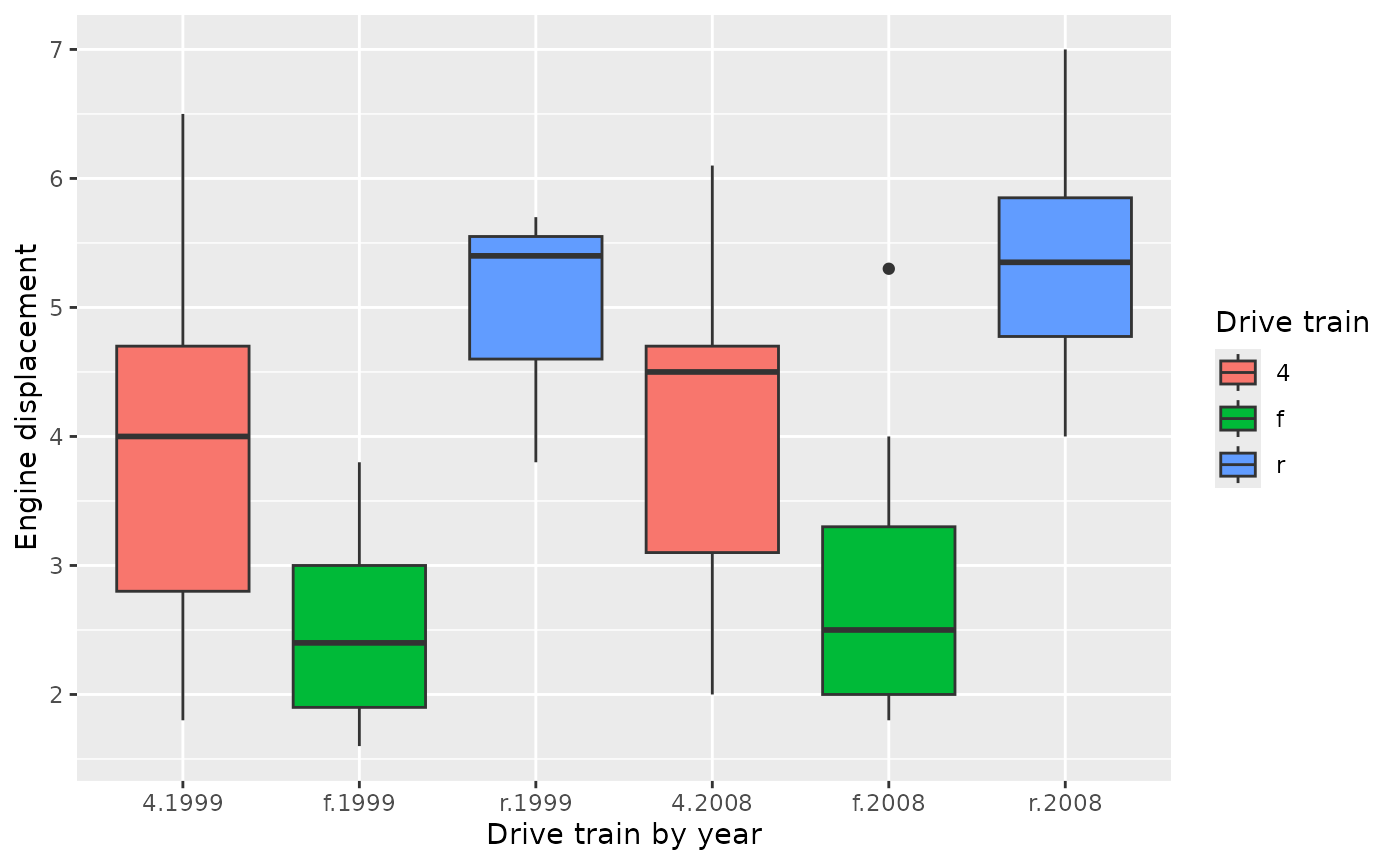 7
6
5
4
3
2
Engine displacement
4.1999 f.1999 r.1999 4.2008 f.2008 r.2008
Drive train by year
Drive train
4
f
r